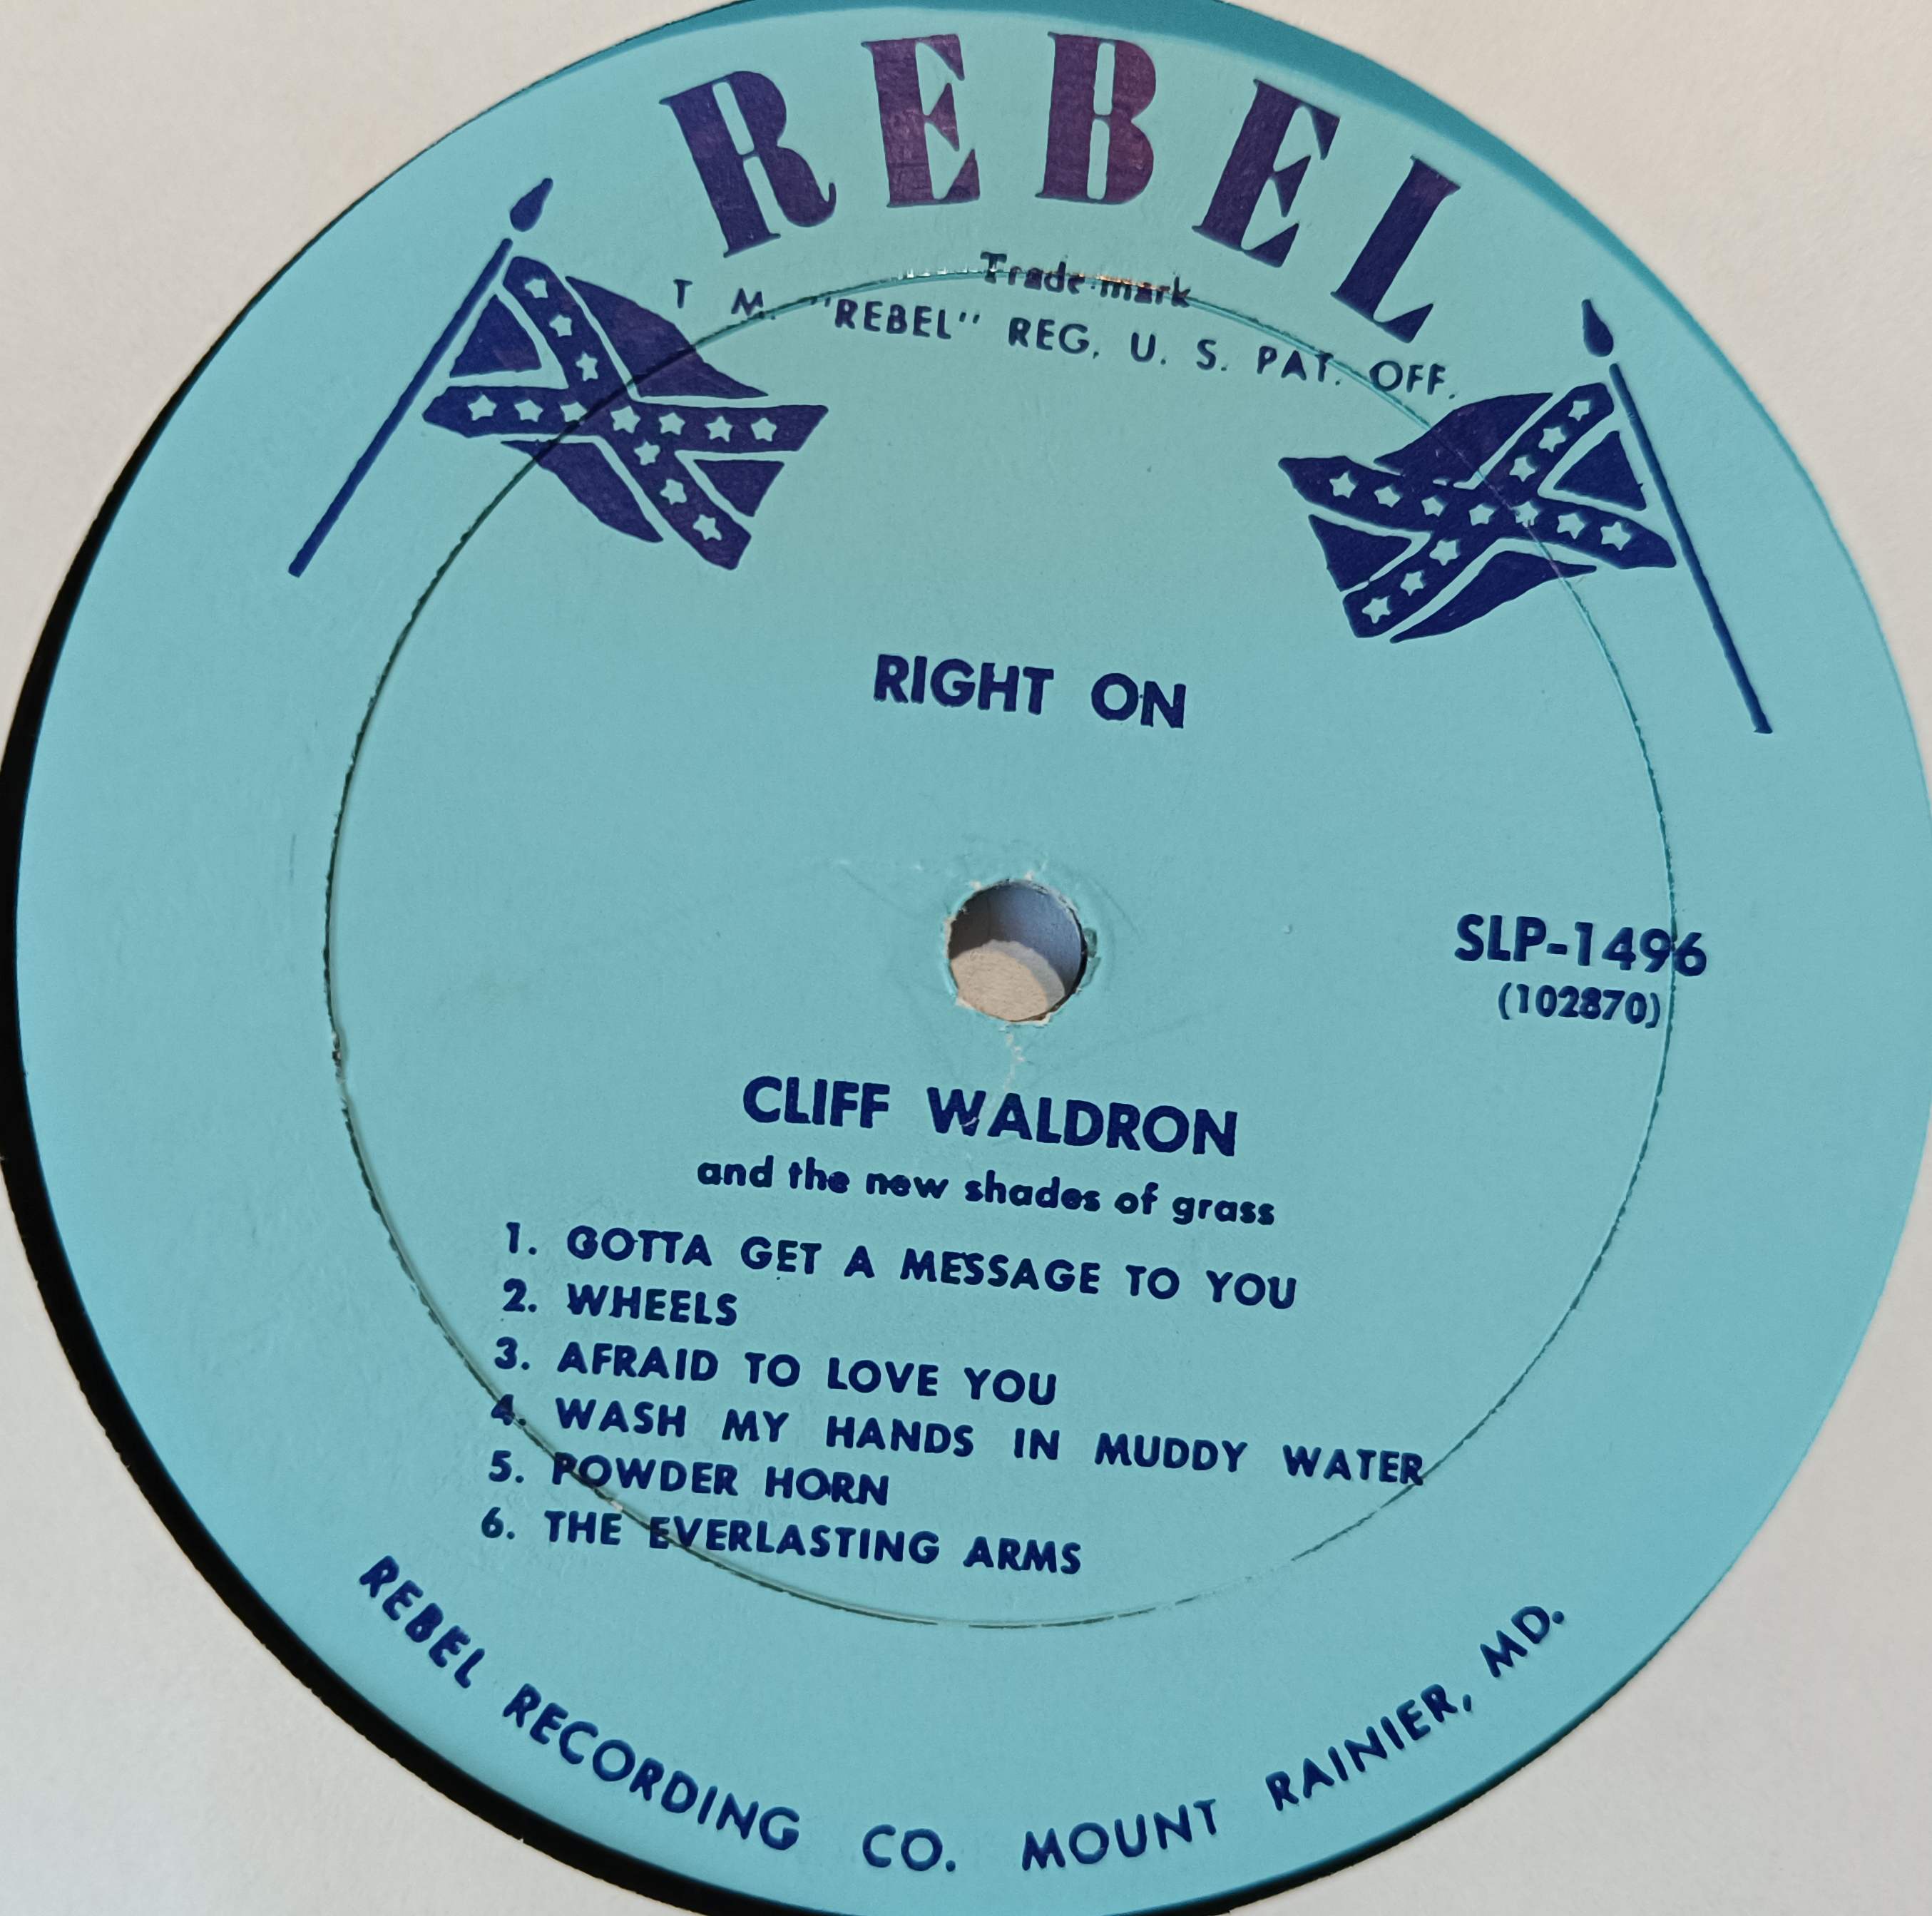 REBEL
Trade mark
T. M. "REBEL" REG. U. S. PAT. OFF.
RIGHT ON
SLP-1496
(102870)
CLIFF WALDRON
and the new shades of grass
1. GOTTA GET A MESSAGE TO YOU
2. WHEELS
3. AFRAID TO LOVE YOU
4. WASH MY HANDS IN MUDDY WATER
5. POWDER HORN
6. THE EVERLASTING ARMS
REBEL RECORDING CO. MOUNT RAINIER, MD.